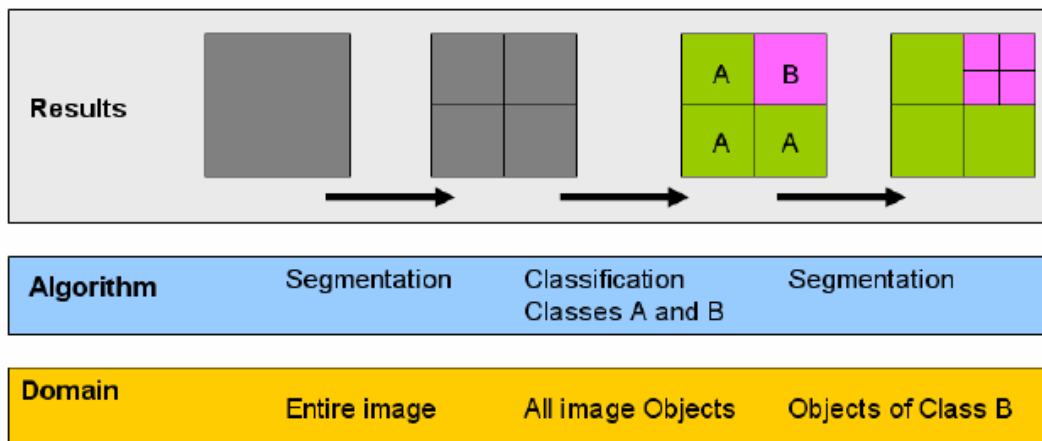 A B
Results
A A
Algorithm Segmentation Classification Segmentation
Classes A and B
Domain
Entire image All image Objects Objects of Class B